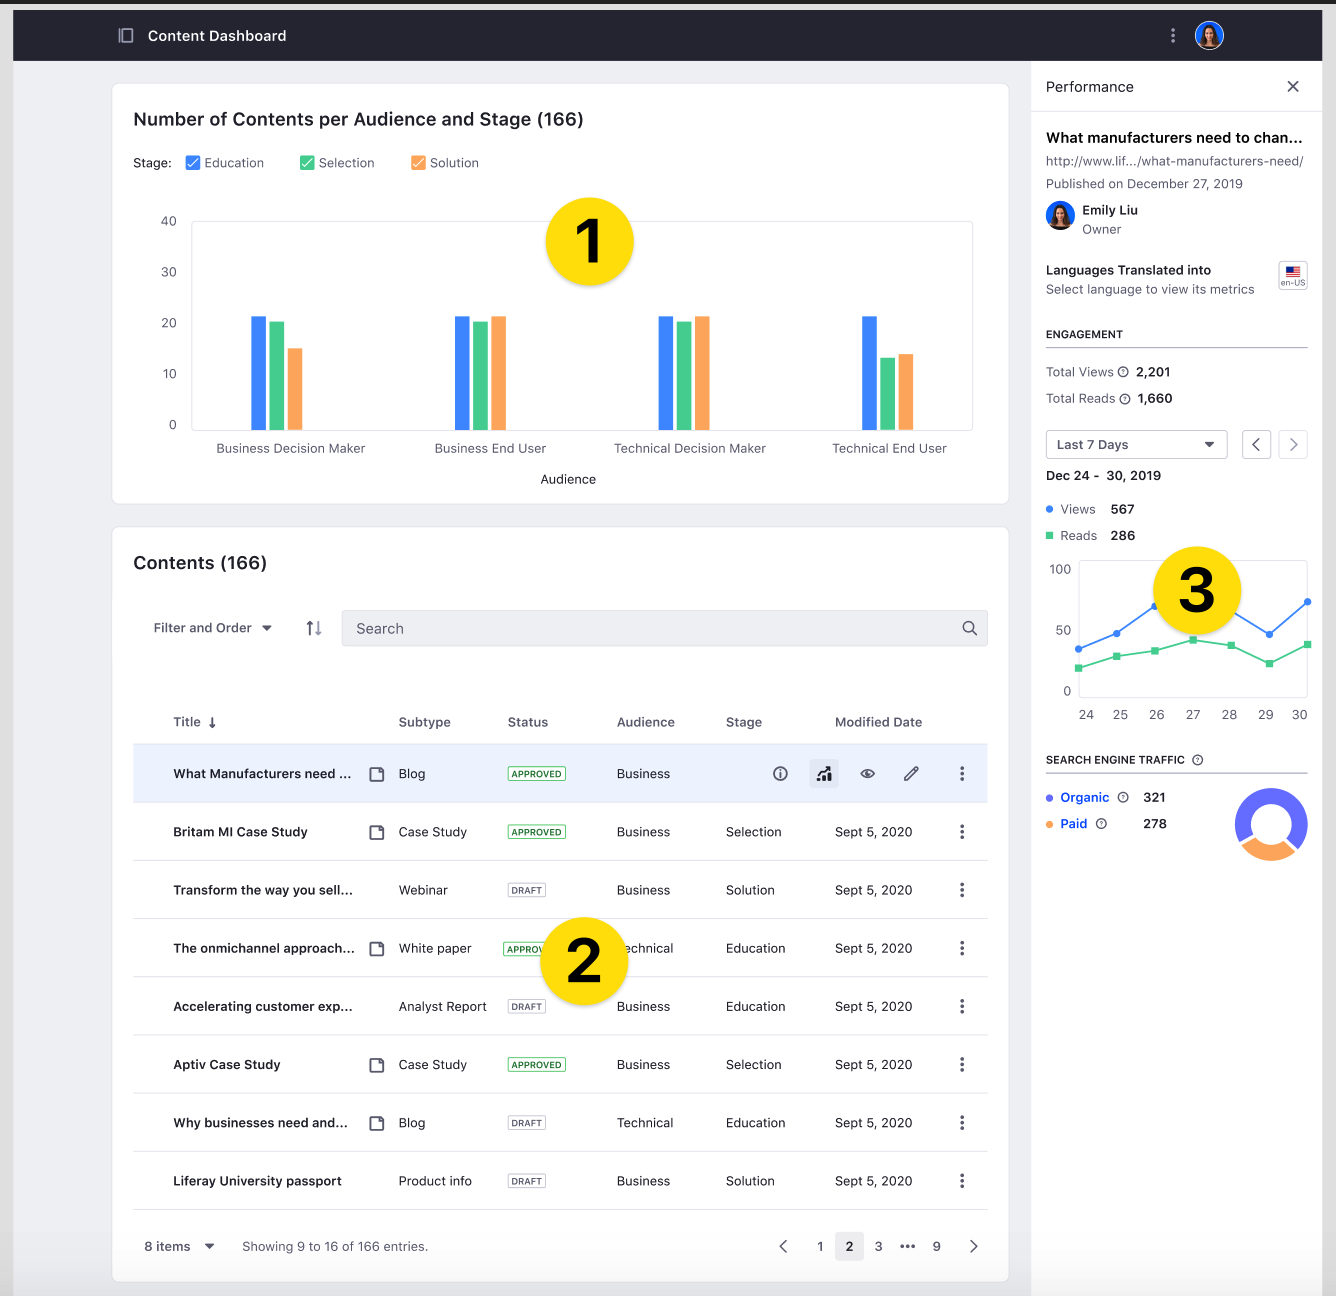 Content Dashboard
Number of Contents per Audience and Stage (166)
Stage: Education Selection Solution
40
30
20
10
0
1
Business Decision Maker Business End User Technical Decision Maker Technical End User
Audience
Contents (166)
Filter and Order Search
Title Subtype Status Audience Stage Modified Date
What Manufacturers need ... Blog APPROVED Business
Britam MI Case Study Case Study APPROVED Business Selection Sept 5, 2020
Transform the way you sell... Webinar DRAFT Business Solution Sept 5, 2020
The onmichannel approach... White paper APPROV echnical Education Sept 5, 2020
2
Accelerating customer exp... Analyst Report DRAFT Business Education Sept 5, 2020
Aptiv Case Study Case Study APPROVED Business Selection Sept 5, 2020
Why businesses need and... Blog DRAFT Technical Education Sept 5, 2020
Liferay University passport Product info DRAFT Business Solution Sept 5, 2020
8 items Showing 9 to 16 of 166 entries. 1 2 3 ••• 9
Performance
What manufacturers need to chan...
http://www.lif.../what-manufacturers-need/
Published on December 27, 2019
Emily Liu
Owner
Languages Translated into
Select language to view its metrics
en-US
ENGAGEMENT
Total Views 2,201
Total Reads 1,660
Last 7 Days
Dec 24 - 30, 2019
Views 567
Reads 286
100
50
0
3
24 25 26 27 28 29 30
SEARCH ENGINE TRAFFIC
Organic 321
Paid 278